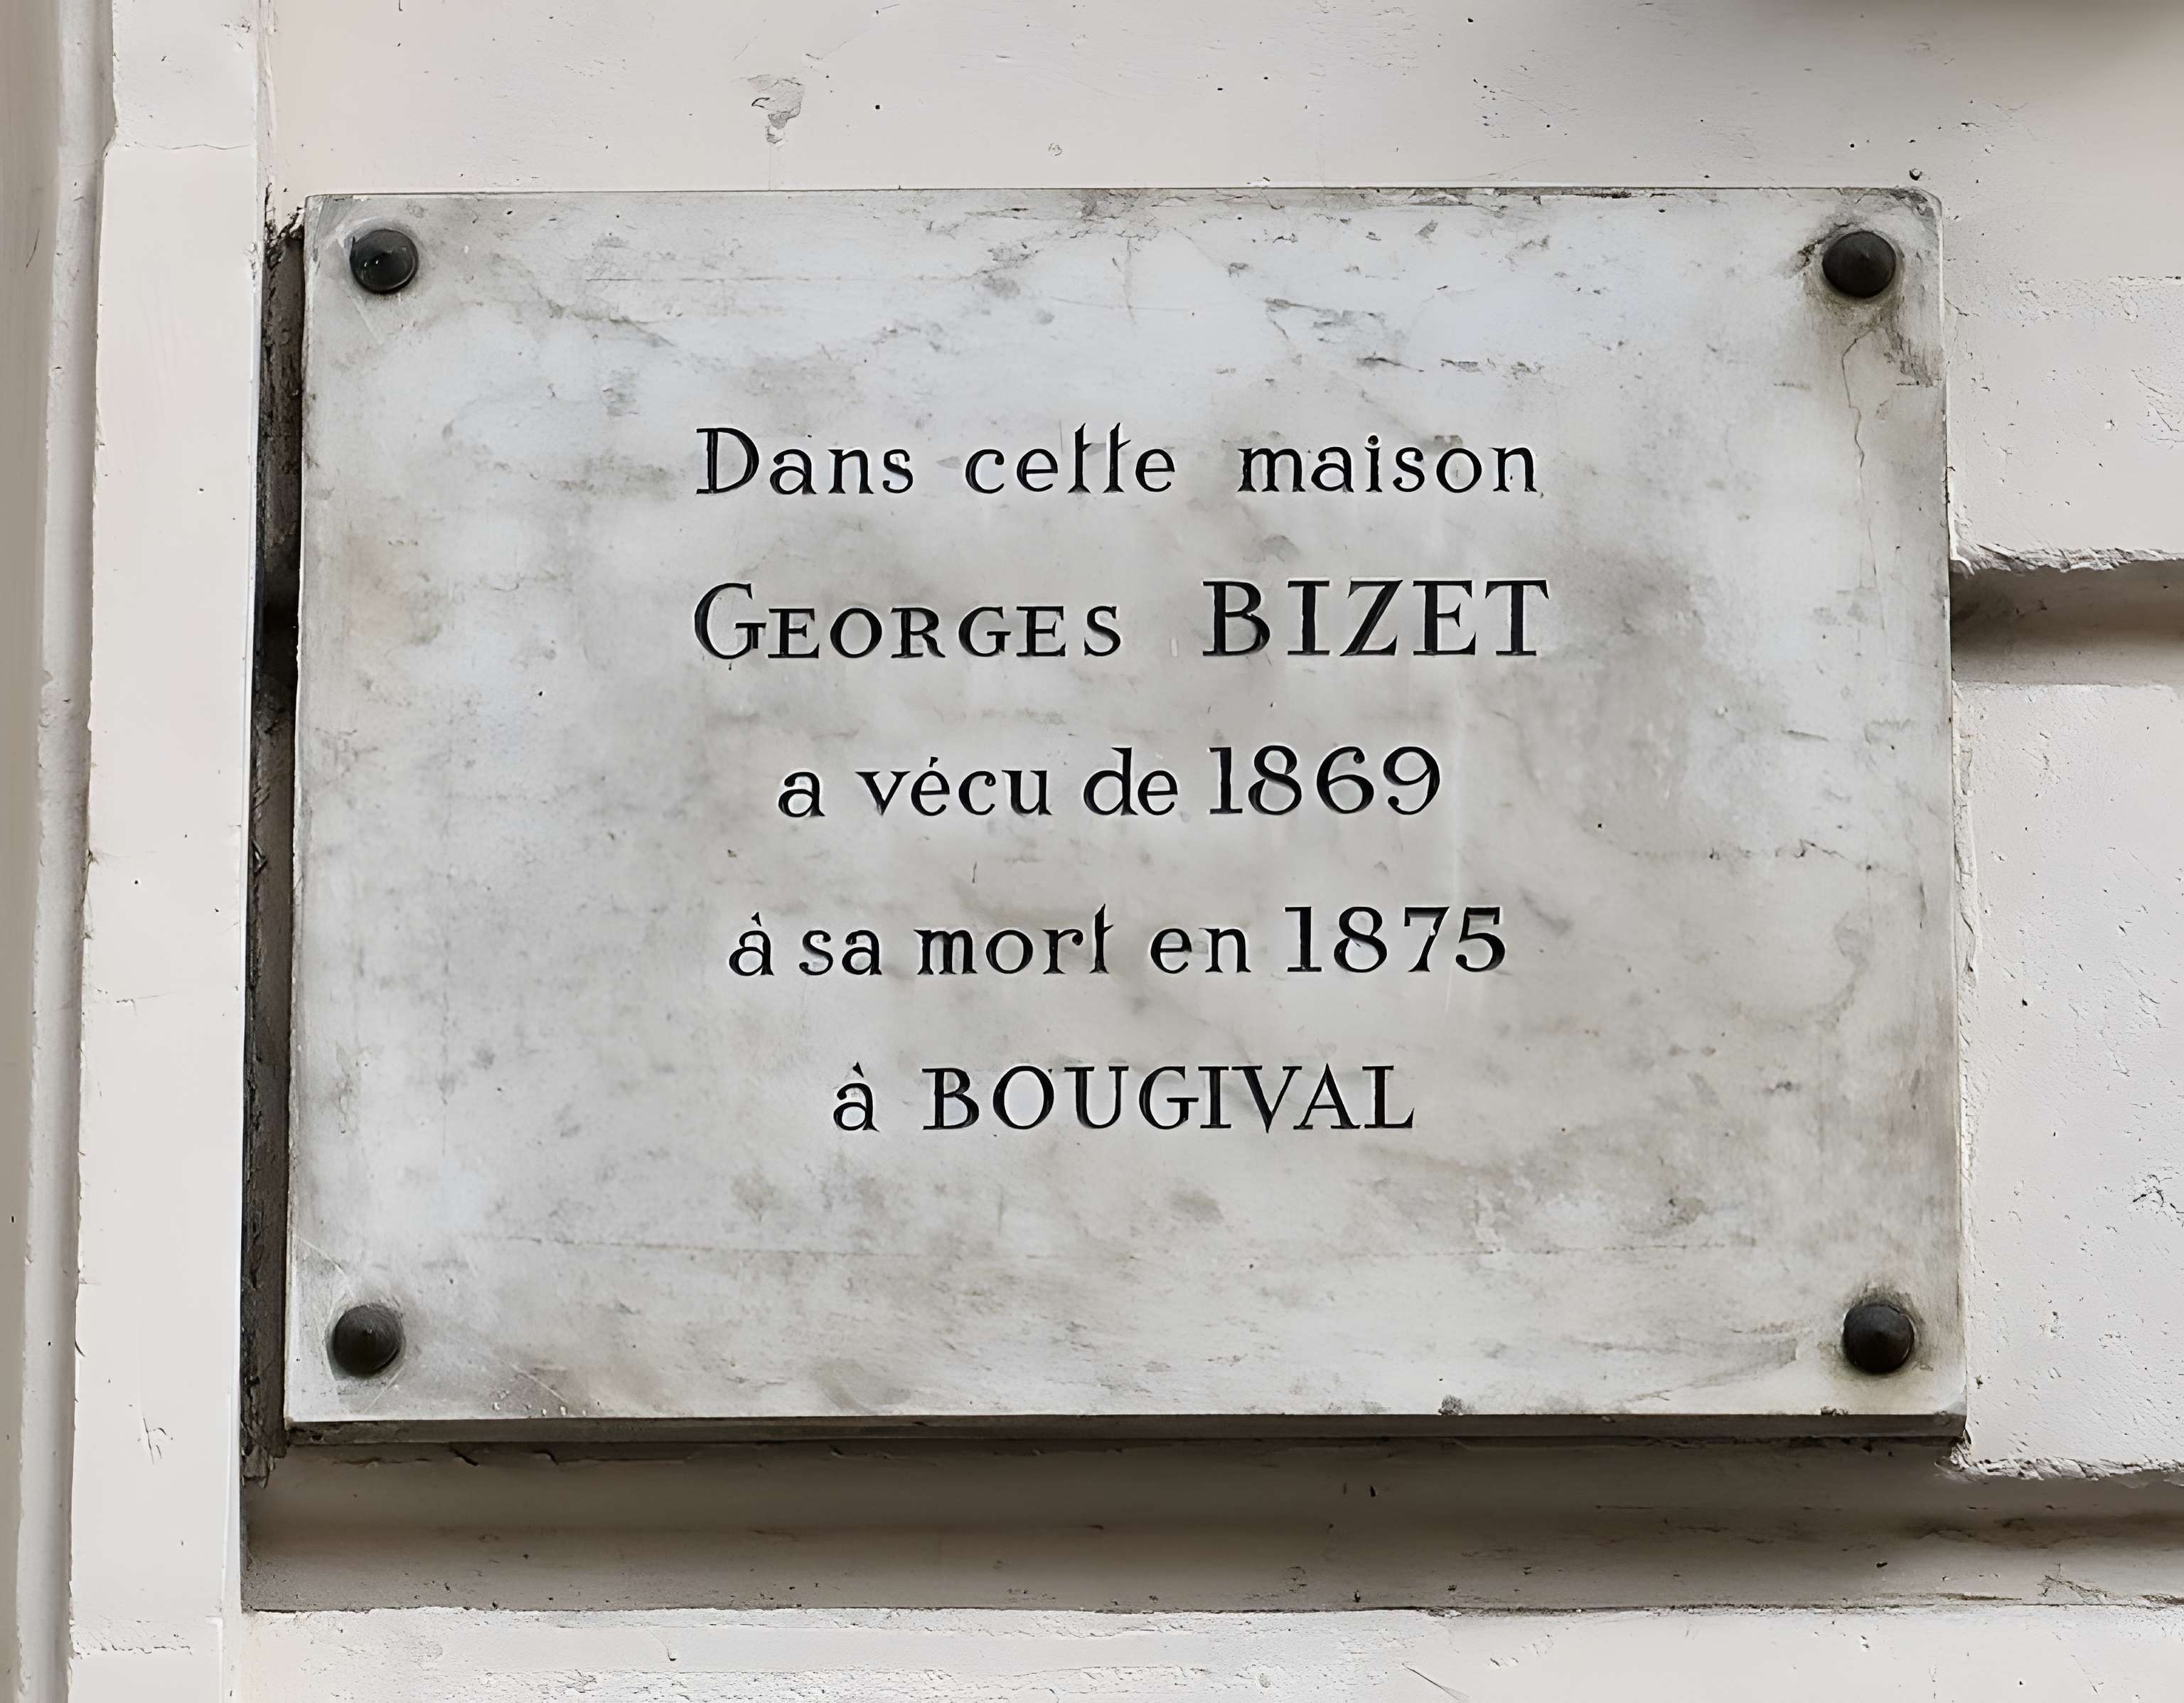 Dans cette maison
GEORGES BIZET
a vécu de 1869
à sa mort en 1875
à BOUGIVAL